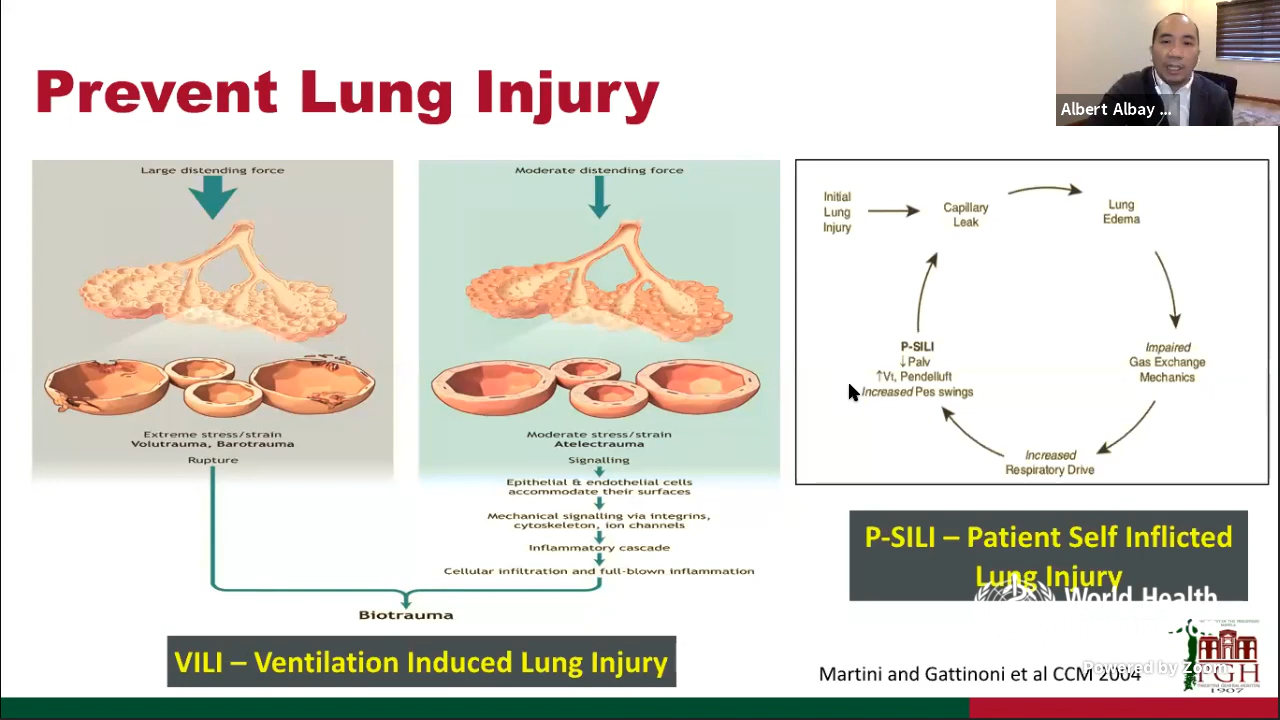 Prevent Lung Injury
Albert Albay ...
Large distending force
Extreme stress/strain
Volutrauma, Barotrauma
Rupture
Moderate distending force
Moderate stress/strain
Atelectrauma
Signalling
Epithelial & endothelial cells
accommodate their surfaces
Mechanical signalling via integrins,
cytoskeleton, ion channels
Inflammatory cascade
Cellular infiltration and full-blown inflammation
Biotrauma
VILI – Ventilation Induced Lung Injury
Initial
Lung
Injury
Capillary
Leak
Lung
Edema
Impaired
Gas Exchange
Mechanics
Increased
Respiratory Drive
P-SILI
↓Palv
↑Vt, Pendelluft
Increased Pes swings
P-SILI – Patient Self Inflicted
Lung Injury
World Health
Martini and Gattinoni et al CCM 2004
Powered by Zoom
PGH
1907